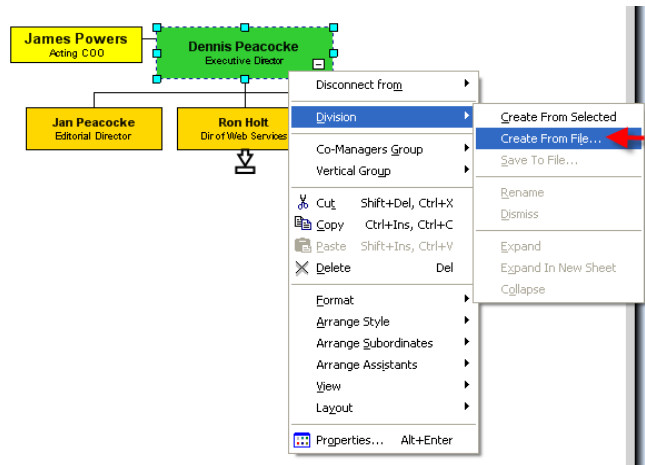 James Powers
Acting COO
Dennis Peacocke
Executive Director
Jan Peacocke
Editorial Director
Ron Holt
Dir of Web Services
Disconnect from
Division
Co-Managers Group
Vertical Group
Cut Shift+Del, Ctrl+X
Copy Ctrl+Ins, Ctrl+C
Paste Shift+Ins, Ctrl+V
Delete Del
Format
Arrange Style
Arrange Subordinates
Arrange Assistants
View
Layout
Properties... Alt+Enter
Create From Selected
Create From File...
Save To File...
Rename
Dismiss
Expand
Expand In New Sheet
Collapse